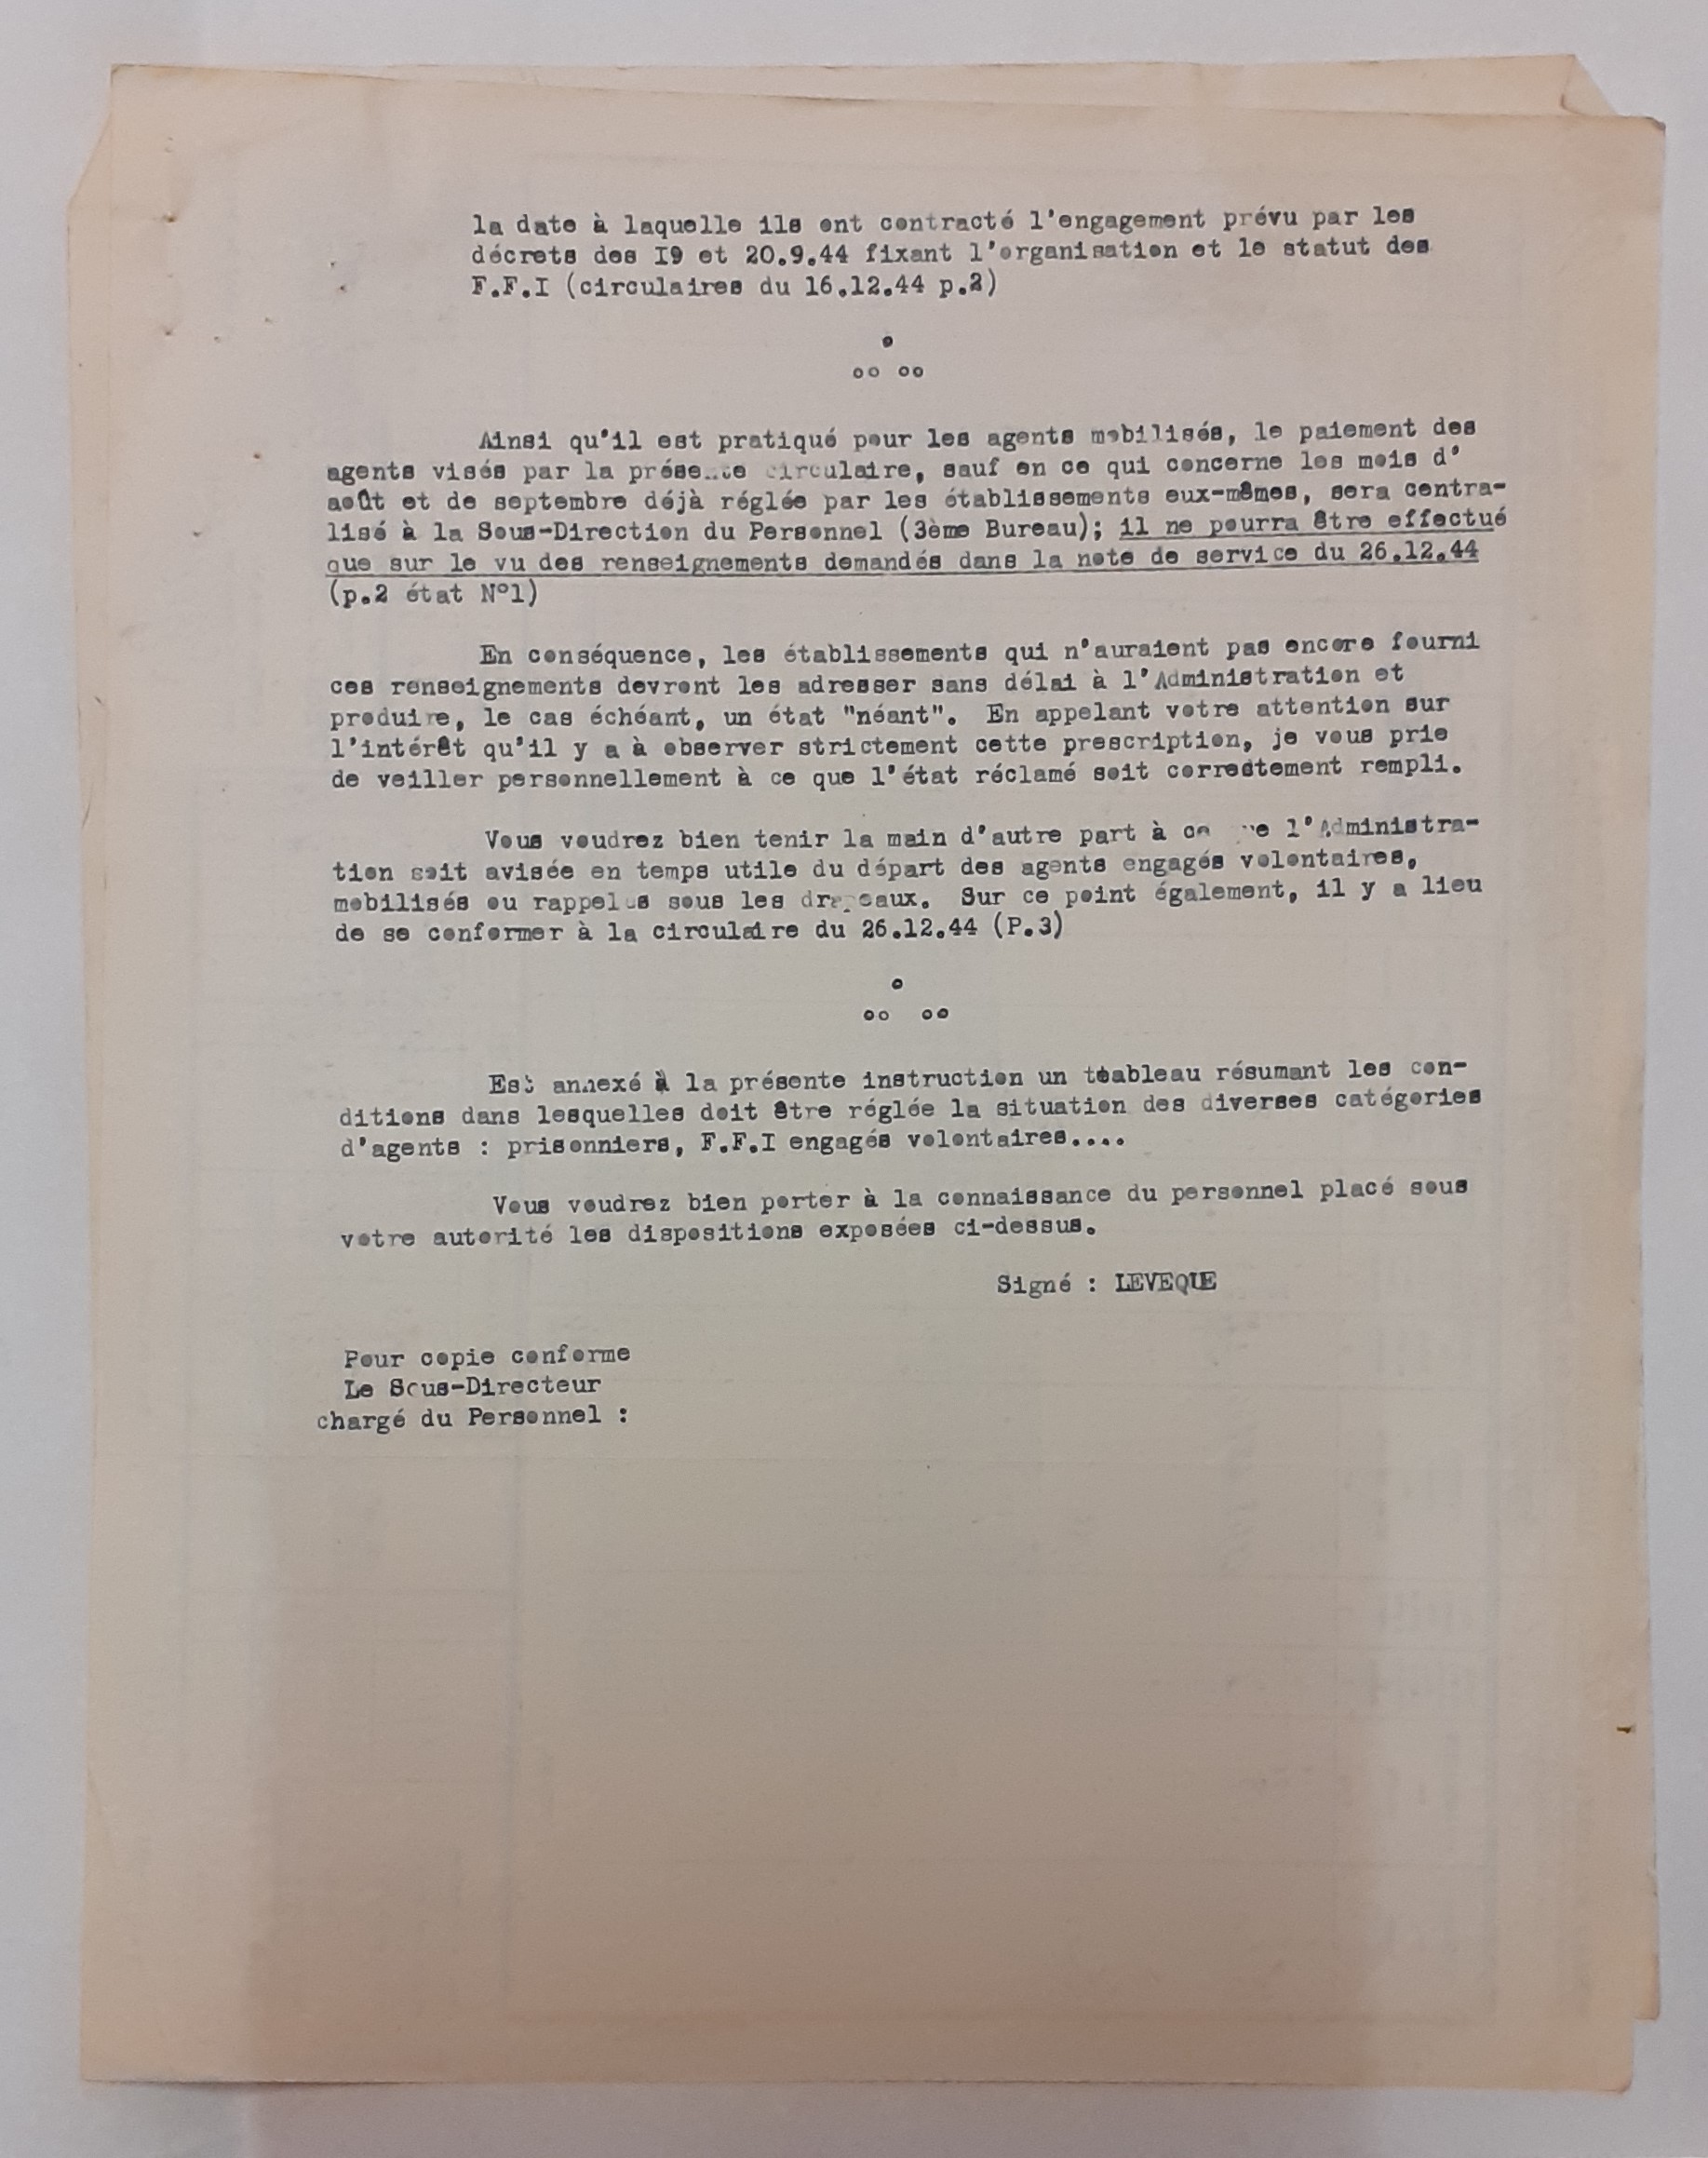 la date à laquelle ils ont contracté l'engagement prévu par les
décrets des I9 et 20.9.44 fixant l'organisation et le statut des
F.F.I (circulaires du 16.12.44 p.2)
o
oo oo
Ainsi qu'il est pratiqué pour les agents mobilisés, le paiement des
agents visés par la présente circulaire, sauf en ce qui concerne les mois d'
août et de septembre déjà réglée par les établissements eux-mêmes, sera centra-
lisé à la Sous-Direction du Personnel (3ème Bureau); il ne pourra être effectué
que sur le vu des renseignements demandés dans la note de service du 26.12.44
(p.2 état N°1)
En conséquence, les établissements qui n'auraient pas encore fourni
ces renseignements devront les adresser sans délai à l'Administration et
produire, le cas échéant, un état "néant". En appelant votre attention sur
l'intérêt qu'il y a à observer strictement cette prescription, je vous prie
de veiller personnellement à ce que l'état réclamé soit correctement rempli.
Vous voudrez bien tenir la main d'autre part à ce l'Administra-
tion soit avisée en temps utile du départ des agents engagés volontaires,
mobilisés ou rappelés sous les drapeaux. Sur ce point également, il y a lieu
de se conformer à la circulaire du 26.12.44 (P.3)
o
oo oo
Est annexé à la présente instruction un tableau résumant les con-
ditions dans lesquelles doit être réglée la situation des diverses catégories
d'agents : prisonniers, F.F.I engagés volontaires....
Vous voudrez bien porter à la connaissance du personnel placé sous
votre autorité les dispositions exposées ci-dessus.
Signé : LEVEQUE
Pour copie conforme
Le Sous-Directeur
chargé du Personnel :